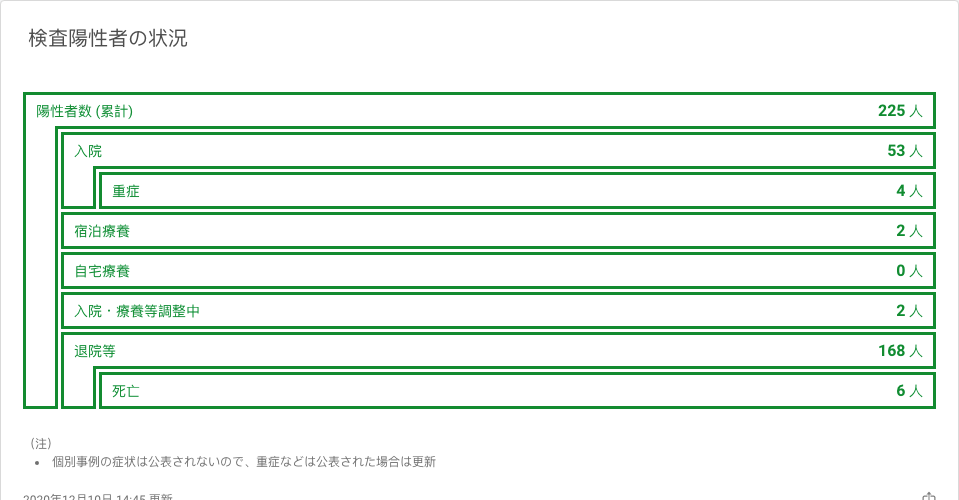 検査陽性者の状況
陽性者数 (累計) 225 人
入院 53 人
重症 4 人
宿泊療養 2 人
自宅療養 0 人
入院・療養等調整中 2 人
退院等 168 人
死亡 6 人
（注）
• 個別事例の症状は公表されないので、重症などは公表された場合は更新
2020年12月10日 14:45 更新